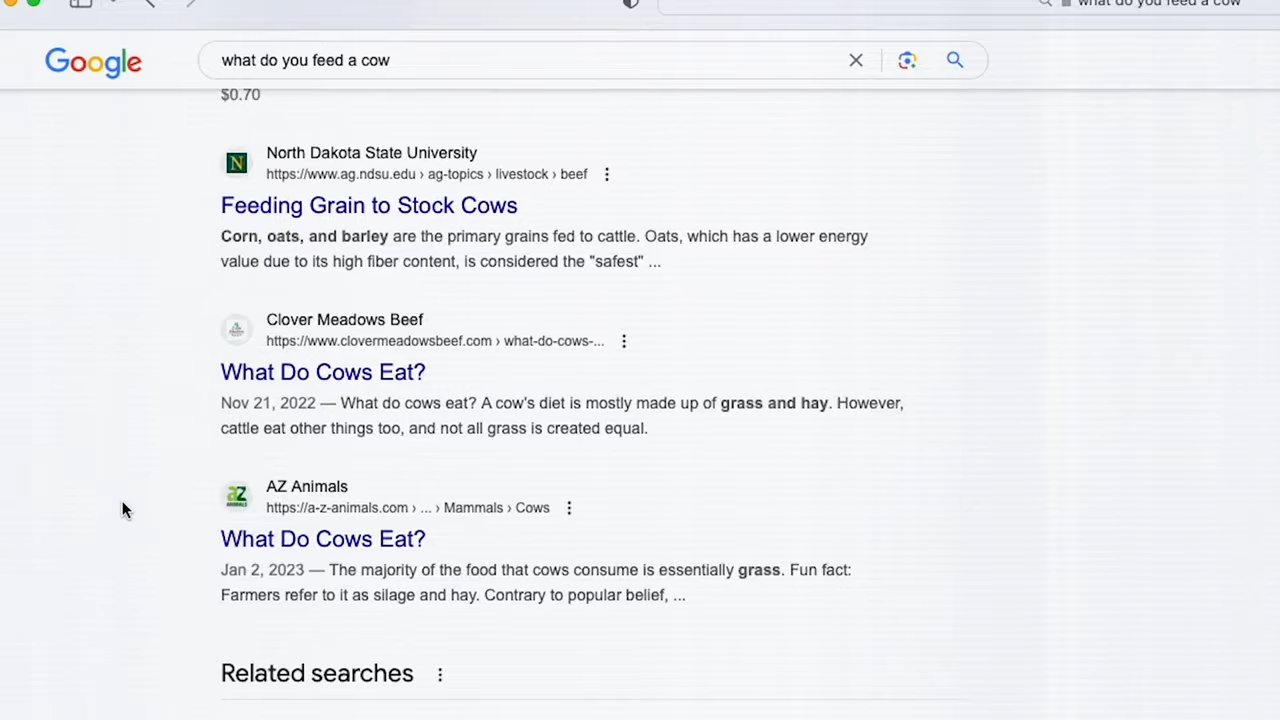 what do you feed a cow
Google
what do you feed a cow
$0.70
North Dakota State University
https://www.ag.ndsu.edu › ag-topics › livestock › beef
Feeding Grain to Stock Cows
Corn, oats, and barley are the primary grains fed to cattle. Oats, which has a lower energy
value due to its high fiber content, is considered the "safest" ...
Clover Meadows Beef
https://www.clovermeadowsbeef.com › what-do-cows-...
What Do Cows Eat?
Nov 21, 2022 — What do cows eat? A cow's diet is mostly made up of grass and hay. However,
cattle eat other things too, and not all grass is created equal.
AZ Animals
https://a-z-animals.com › ... › Mammals › Cows
What Do Cows Eat?
Jan 2, 2023 — The majority of the food that cows consume is essentially grass. Fun fact:
Farmers refer to it as silage and hay. Contrary to popular belief, ...
Related searches